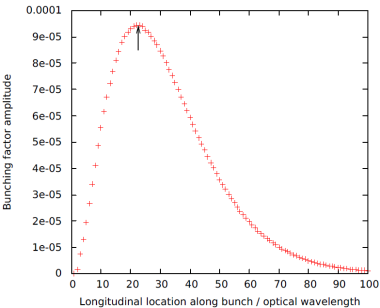 0.0001
9e-05
8e-05
7e-05
6e-05
5e-05
4e-05
3e-05
2e-05
1e-05
0
Bunching factor amplitude
0 10 20 30 40 50 60 70 80 90 100
Longitudinal location along bunch / optical wavelength